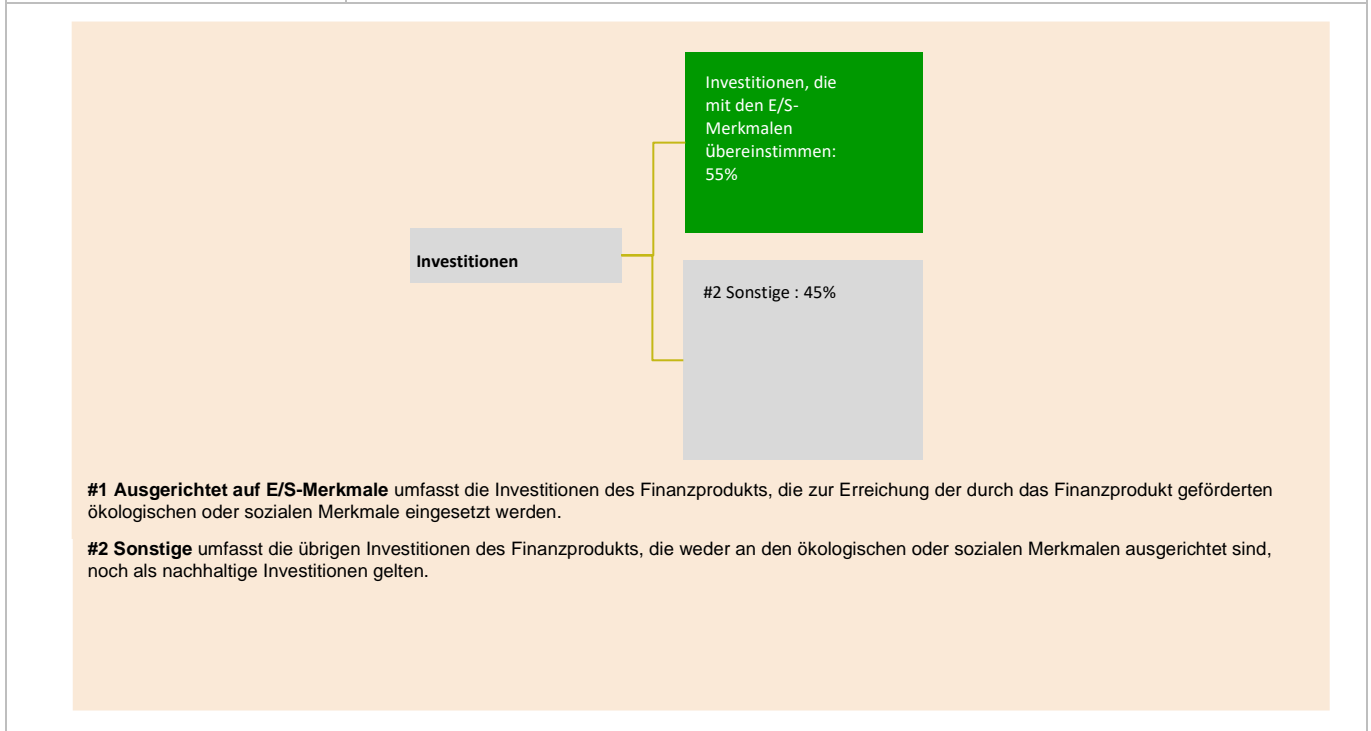 Investitionen, die
mit den E/S-
Merkmalen
übereinstimmen:
55%
Investitionen
#2 Sonstige : 45%
#1 Ausgerichtet auf E/S-Merkmale umfasst die Investitionen des Finanzprodukts, die zur Erreichung der durch das Finanzprodukt geförderten
ökologischen oder sozialen Merkmale eingesetzt werden.
#2 Sonstige umfasst die übrigen Investitionen des Finanzprodukts, die weder an den ökologischen oder sozialen Merkmalen ausgerichtet sind,
noch als nachhaltige Investitionen gelten.